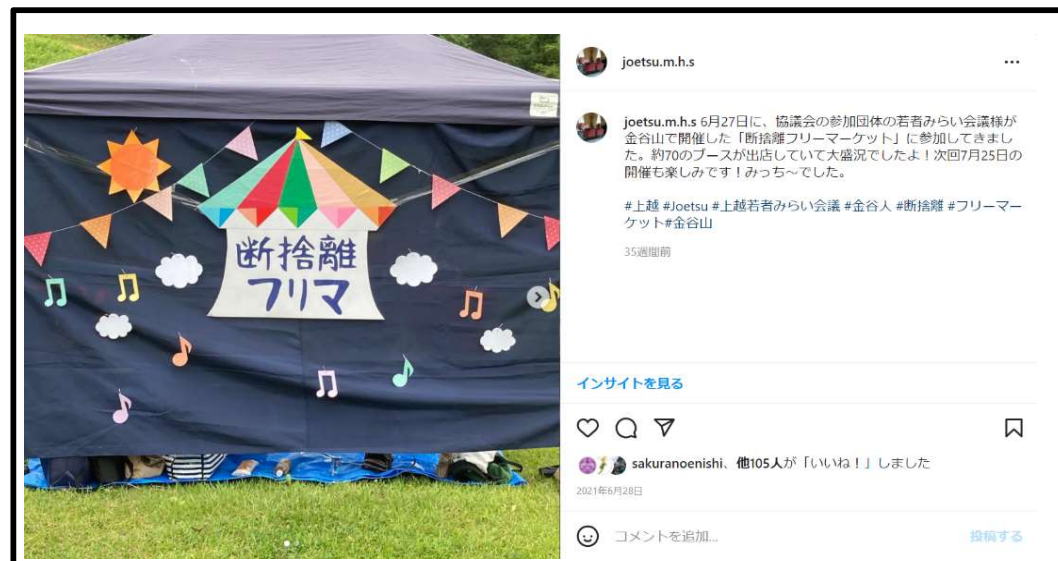 断捨離
フリマ
joetsu.m.h.s
joetsu.m.h.s 6月27日に、協議会の参加団体の若者みらい会議様が
金谷山で開催した「断捨離フリーマーケット」に参加してきまし
た。約70のブースが出店していて大盛況でしたよ！次回7月25日の
開催も楽しみです！みっち～でした。
#上越 #Joetsu #上越若者みらい会議 #金谷人 #断捨離 #フリーマー
ケット#金谷山
35週間前
インサイトを見る
sakuranoenishi、他105人が「いいね！」しました
2021年6月28日
コメントを追加...
投稿する